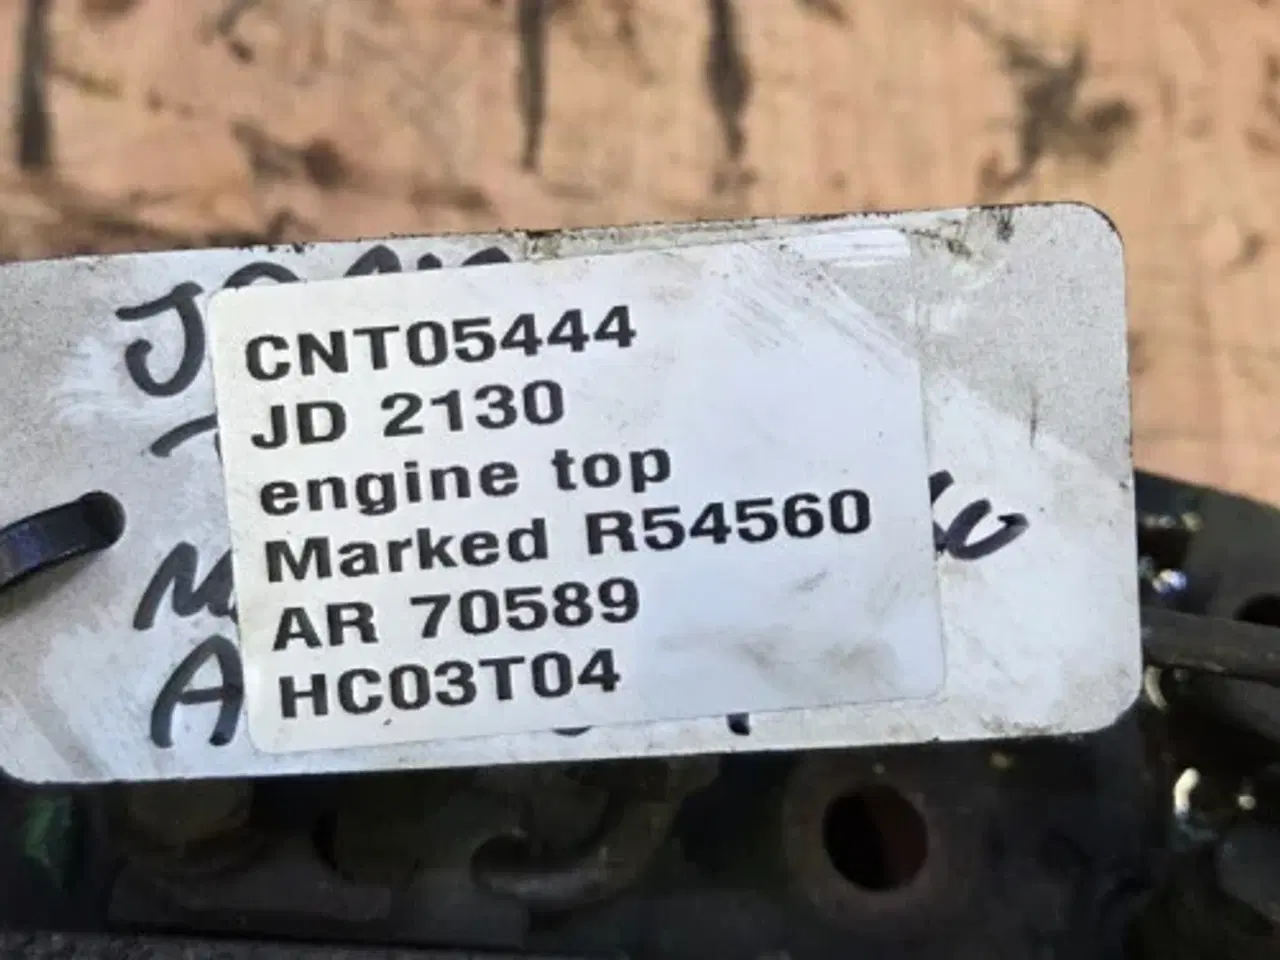 CNT05444
JD 2130
engine top
Marked R54560
AR 70589
HC03T04